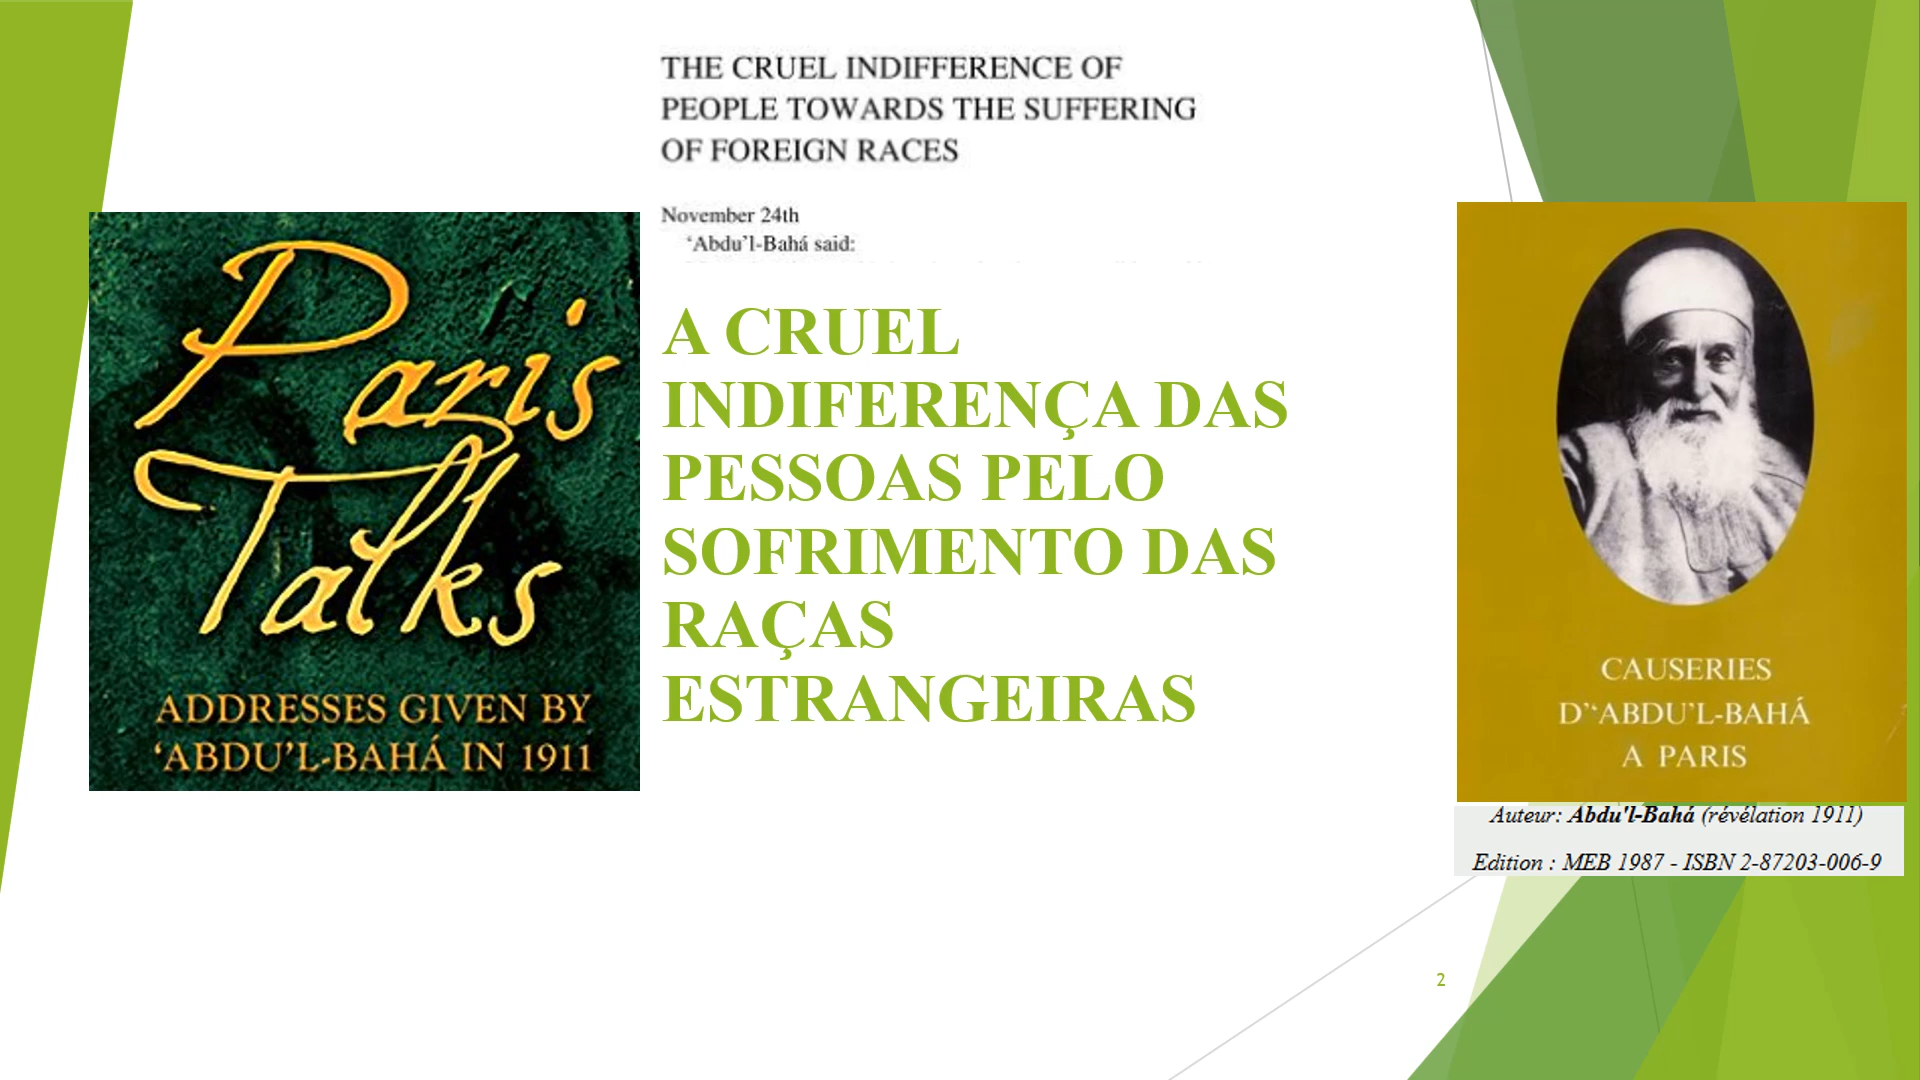 THE CRUEL INDIFFERENCE OF
PEOPLE TOWARDS THE SUFFERING
OF FOREIGN RACES
November 24th
‘Abdu’l-Bahá said:
Paris
Talks
ADDRESSES GIVEN BY
‘ABDU’L-BAHÁ IN 1911
A CRUEL
INDIFERENÇA DAS
PESSOAS PELO
SOFRIMENTO DAS
RAÇAS
ESTRANGEIRAS
CAUSERIES
D’‘ABDU’L-BAHÁ
A PARIS
Auteur: Abdu'l-Bahá (révélation 1911)
Edition : MEB 1987 - ISBN 2-87203-006-9
2